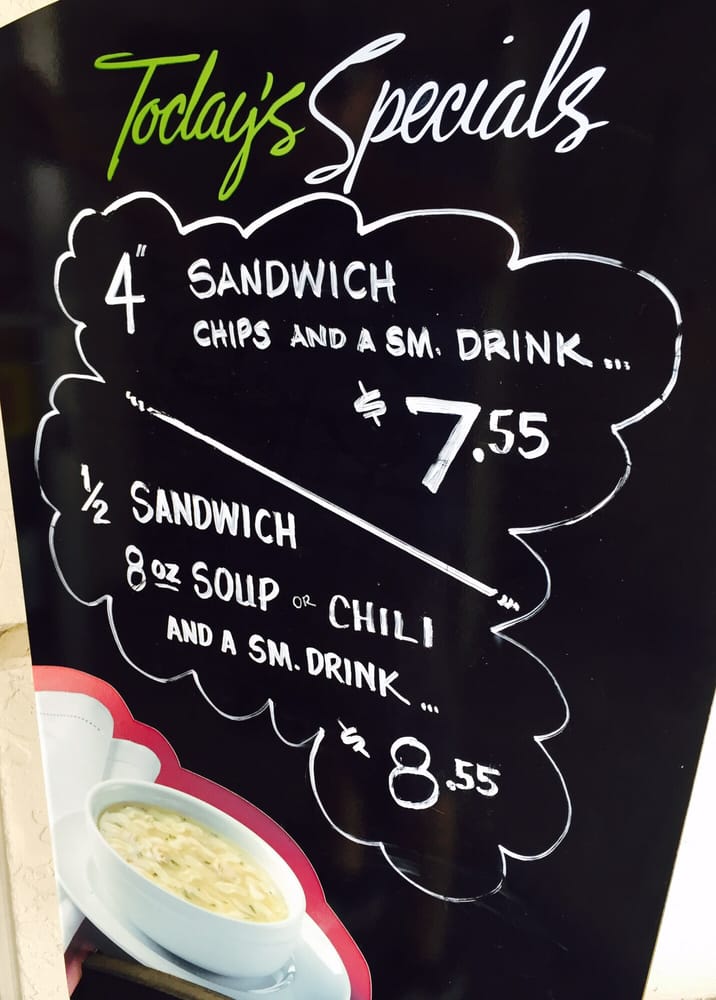 Today's Specials
4" SANDWICH
CHIPS AND A SM. DRINK...
$7.55
1/2 SANDWICH
8 oz SOUP OR CHILI
AND A SM. DRINK...
$8.55